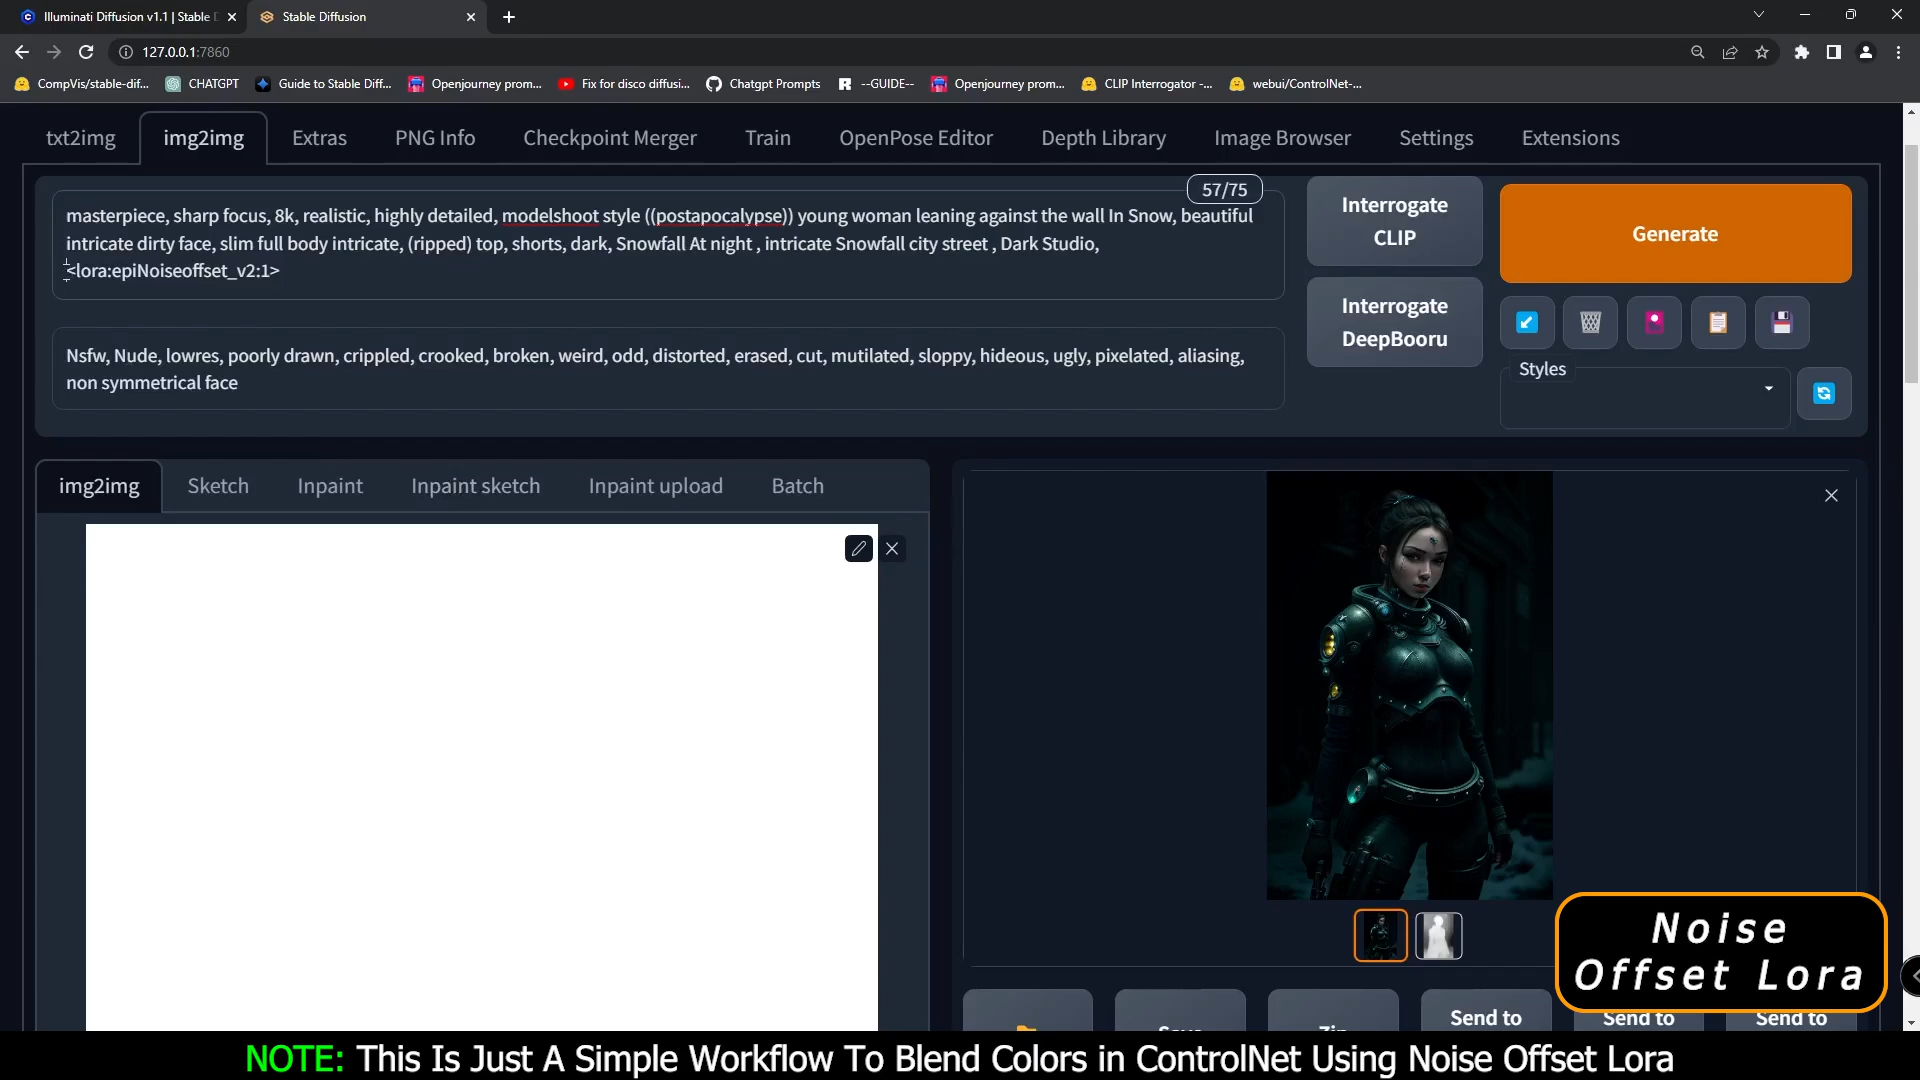 Illuminati Diffusion v1.1 | Stable D
Stable Diffusion
127.0.0.1:7860
CompVis/stable-dif...
CHATGPT
Guide to Stable Diff...
Openjourney prom...
Fix for disco diffusi...
Chatgpt Prompts
--GUIDE--
Openjourney prom...
CLIP Interrogator -...
webui/ControlNet-...
txt2img
img2img
Extras
PNG Info
Checkpoint Merger
Train
OpenPose Editor
Depth Library
Image Browser
Settings
Extensions
57/75
masterpiece, sharp focus, 8k, realistic, highly detailed, modelshoot style ((postapocalypse)) young woman leaning against the wall In Snow, beautiful
intricate dirty face, slim full body intricate, (ripped) top, shorts, dark, Snowfall At night , intricate Snowfall city street , Dark Studio,
<lora:epiNoiseoffset_v2:1>
Interrogate
CLIP
Generate
Interrogate
DeepBooru
Nsfw, Nude, lowres, poorly drawn, crippled, crooked, broken, weird, odd, distorted, erased, cut, mutilated, sloppy, hideous, ugly, pixelated, aliasing,
non symmetrical face
Styles
img2img
Sketch
Inpaint
Inpaint sketch
Inpaint upload
Batch
Noise
Offset Lora
Save
Zip
Send to
Send to
Send to
NOTE: This Is Just A Simple Workflow To Blend Colors in ControlNet Using Noise Offset Lora